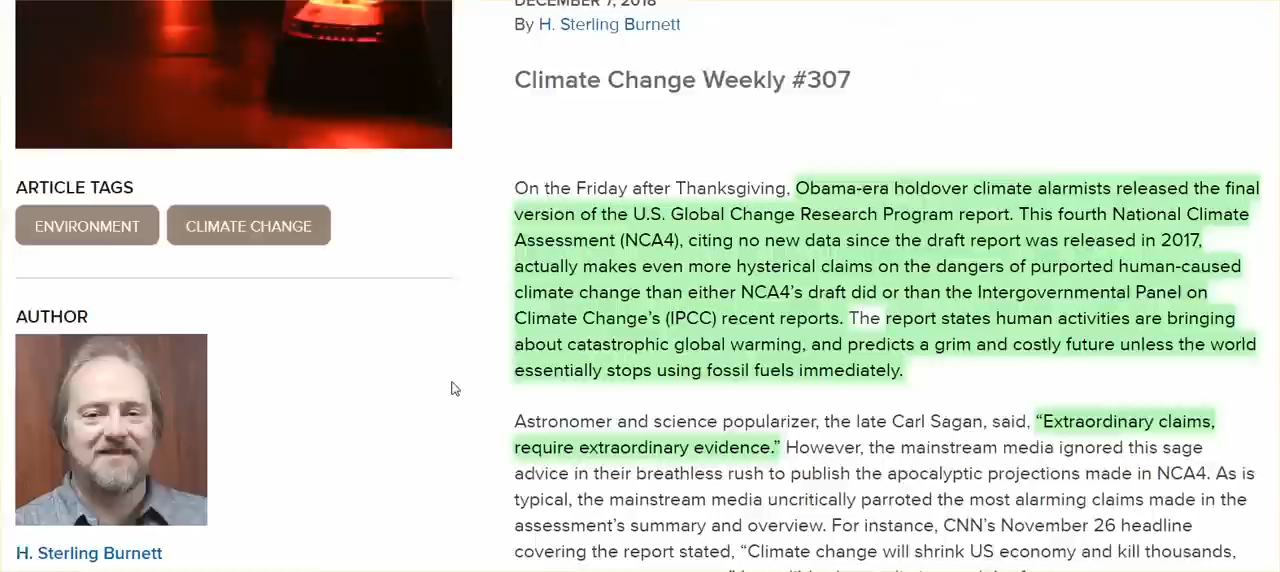 DECEMBER 7, 2018
By H. Sterling Burnett
Climate Change Weekly #307
ARTICLE TAGS
ENVIRONMENT
CLIMATE CHANGE
AUTHOR
H. Sterling Burnett
On the Friday after Thanksgiving, Obama-era holdover climate alarmists released the final
version of the U.S. Global Change Research Program report. This fourth National Climate
Assessment (NCA4), citing no new data since the draft report was released in 2017,
actually makes even more hysterical claims on the dangers of purported human-caused
climate change than either NCA4’s draft did or than the Intergovernmental Panel on
Climate Change’s (IPCC) recent reports. The report states human activities are bringing
about catastrophic global warming, and predicts a grim and costly future unless the world
essentially stops using fossil fuels immediately.
Astronomer and science popularizer, the late Carl Sagan, said, “Extraordinary claims,
require extraordinary evidence.” However, the mainstream media ignored this sage
advice in their breathless rush to publish the apocalyptic projections made in NCA4. As is
typical, the mainstream media uncritically parroted the most alarming claims made in the
assessment’s summary and overview. For instance, CNN’s November 26 headline
covering the report stated, “Climate change will shrink US economy and kill thousands,